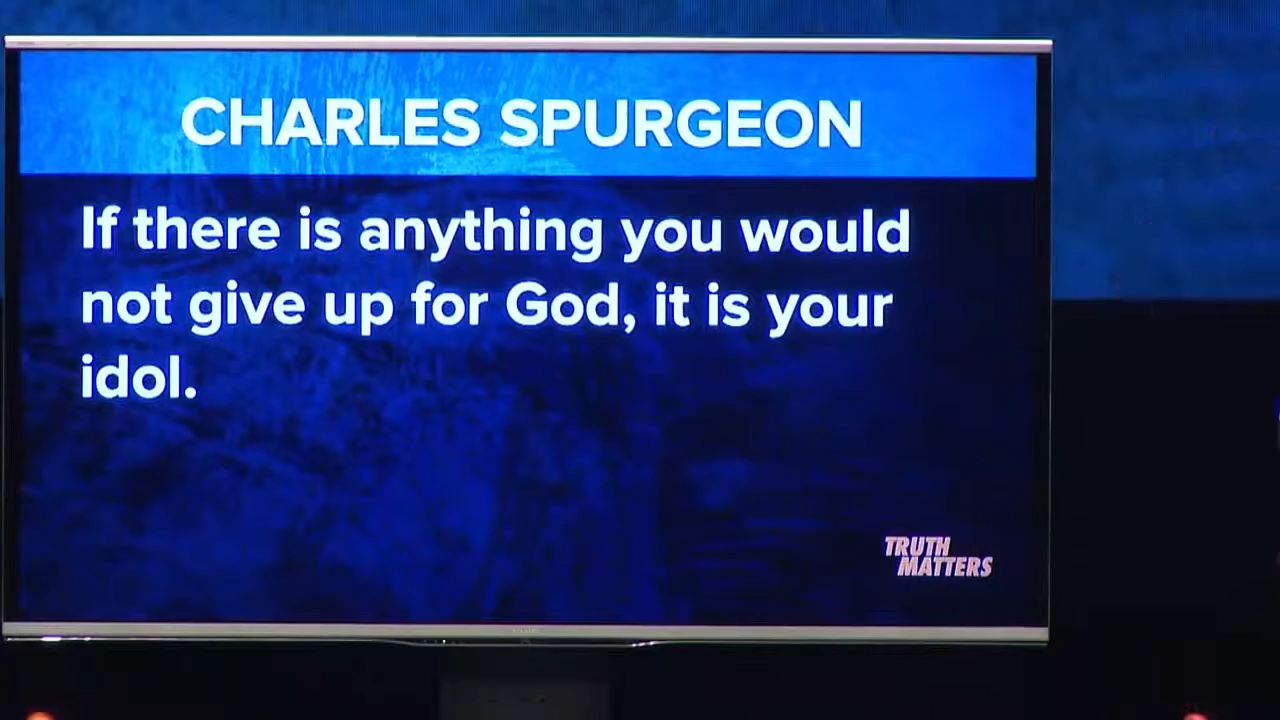 CHARLES SPURGEON
If there is anything you would
not give up for God, it is your
idol.
TRUTH
MATTERS